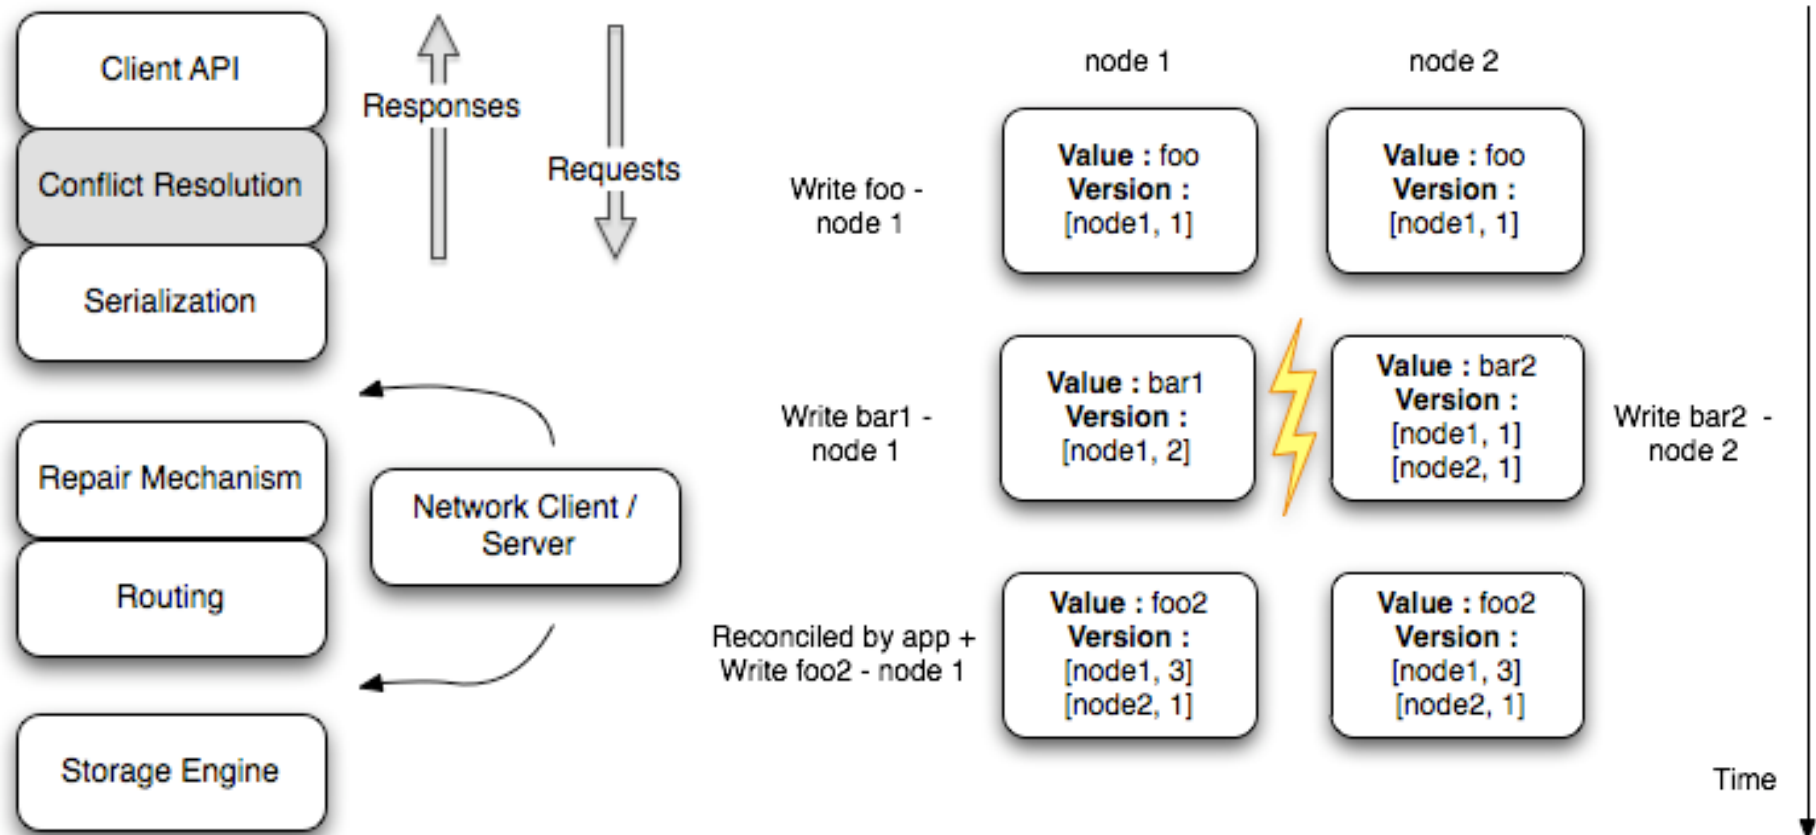 Client API
Conflict Resolution
Serialization
Repair Mechanism
Routing
Storage Engine
Responses
Requests
Network Client /
Server
node 1
node 2
Write foo -
node 1
Value : foo
Version :
[node1, 1]
Value : foo
Version :
[node1, 1]
Write bar1 -
node 1
Value : bar1
Version :
[node1, 2]
Value : bar2
Version :
[node1, 1]
[node2, 1]
Write bar2 -
node 2
Reconciled by app +
Write foo2 - node 1
Value : foo2
Version :
[node1, 3]
[node2, 1]
Value : foo2
Version :
[node1, 3]
[node2, 1]
Time